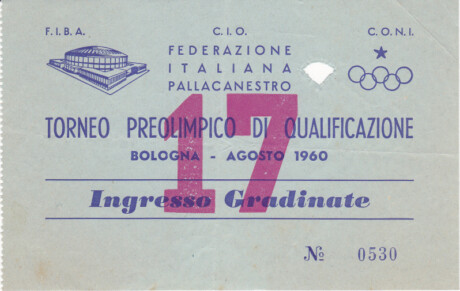 F.I.B.A. C.I.O. C.O.N.I.
FEDERAZIONE
ITALIANA
PALLACANESTRO
17
TORNEO PREOLIMPICO DI QUALIFICAZIONE
BOLOGNA - AGOSTO 1960
Ingresso Gradinate
№ 0530